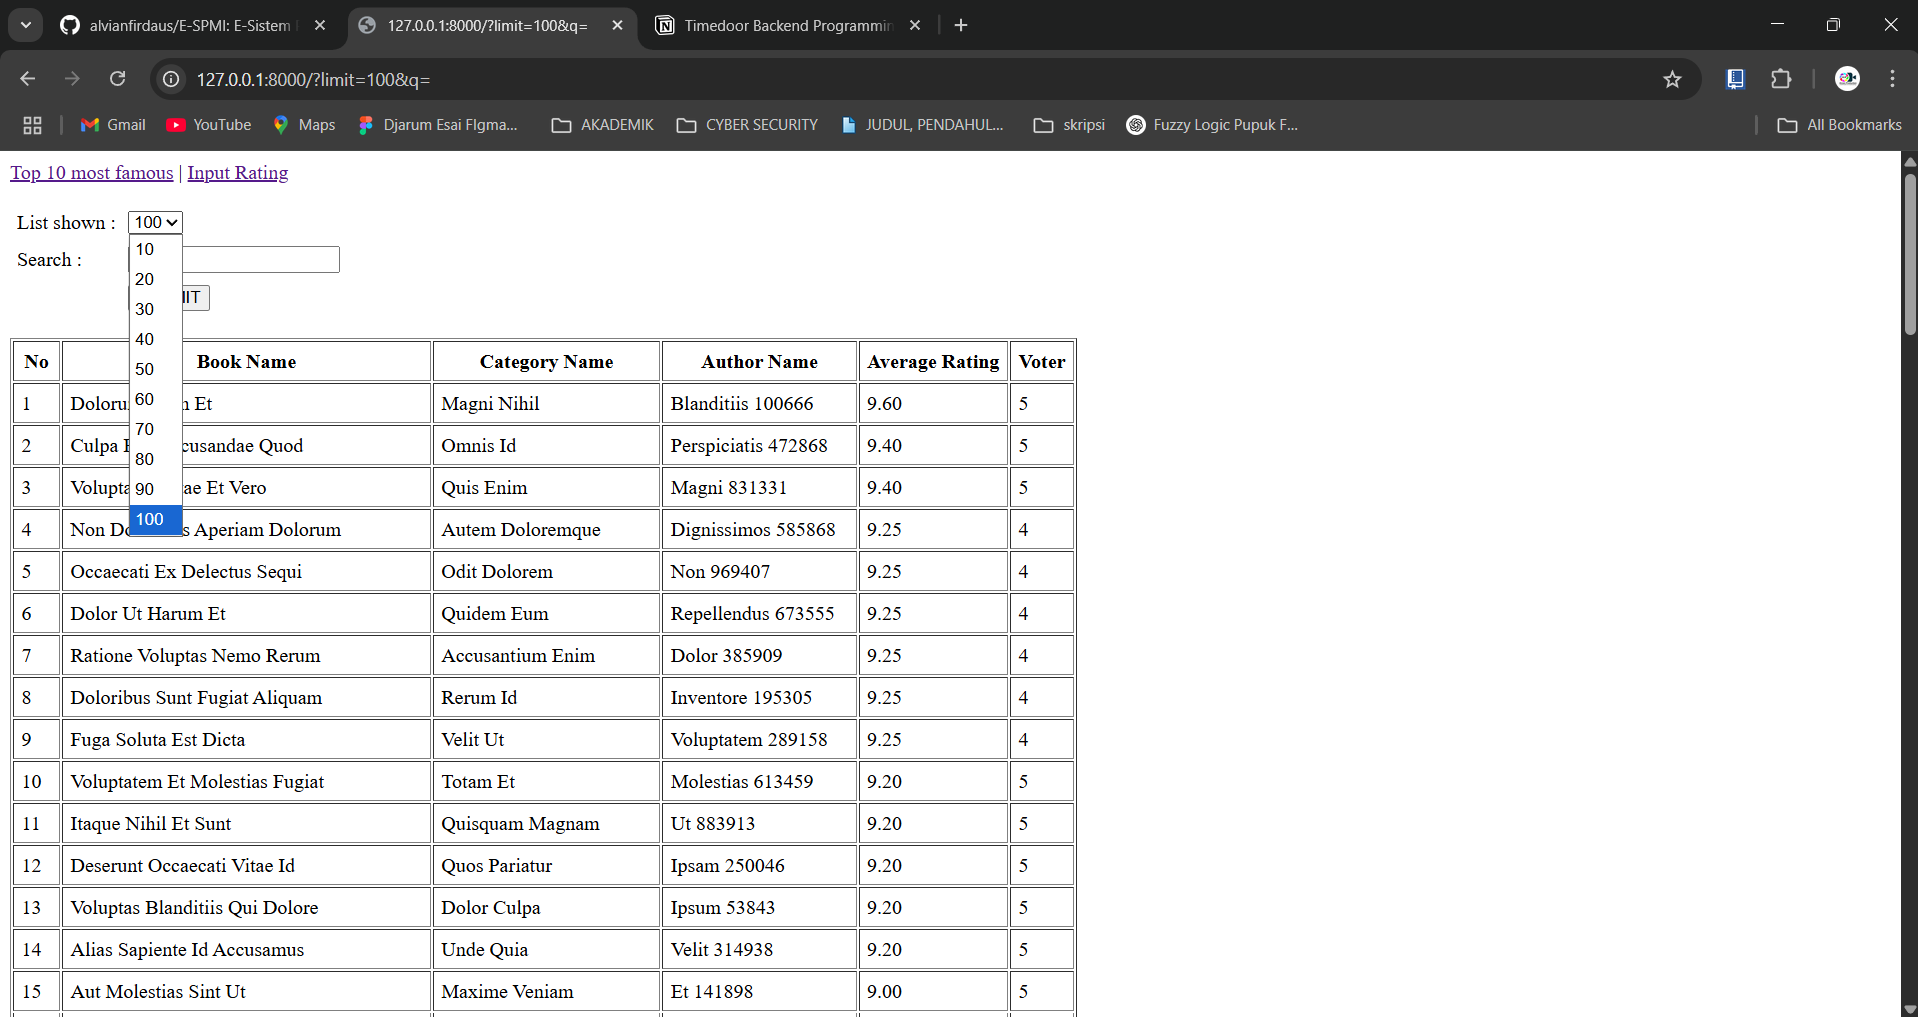 alvianfirdaus/E-SPMI: E-Sistem
127.0.0.1:8000/?limit=100&q=
Timedoor Backend Programmin
127.0.0.1:8000/?limit=100&q=
Gmail
YouTube
Maps
Djarum Esai FIgma...
AKADEMIK
CYBER SECURITY
JUDUL, PENDAHUL...
skripsi
Fuzzy Logic Pupuk F...
All Bookmarks
Top 10 most famous | Input Rating
List shown : 100
10
20
30
40
50
60
70
80
90
100
Search :
IT
No Book Name Category Name Author Name Average Rating Voter
1 Et Magni Nihil Blanditiis 100666 9.60 5
2 Culpa Quod Omnis Id Perspiciatis 472868 9.40 5
3 Et Vero Quis Enim Magni 831331 9.40 5
4 Non Aperiam Dolorum Autem Doloremque Dignissimos 585868 9.25 4
5 Occaecati Ex Delectus Sequi Odit Dolorem Non 969407 9.25 4
6 Dolor Ut Harum Et Quidem Eum Repellendus 673555 9.25 4
7 Ratione Voluptas Nemo Rerum Accusantium Enim Dolor 385909 9.25 4
8 Doloribus Sunt Fugiat Aliquam Rerum Id Inventore 195305 9.25 4
9 Fuga Soluta Est Dicta Velit Ut Voluptatem 289158 9.25 4
10 Voluptatem Et Molestias Fugiat Totam Et Molestias 613459 9.20 5
11 Itaque Nihil Et Sunt Quisquam Magnam Ut 883913 9.20 5
12 Deserunt Occaecati Vitae Id Quos Pariatur Ipsam 250046 9.20 5
13 Voluptas Blanditiis Qui Dolore Dolor Culpa Ipsum 53843 9.20 5
14 Alias Sapiente Id Accusamus Unde Quia Velit 314938 9.20 5
15 Aut Molestias Sint Ut Maxime Veniam Et 141898 9.00 5